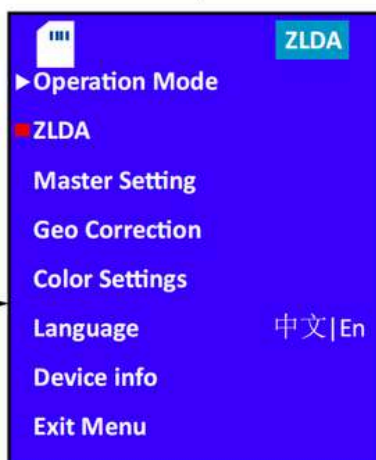 ZLDA
Operation Mode
ZLDA
Master Setting
Geo Correction
Color Settings
Language 中文|En
Device info
Exit Menu